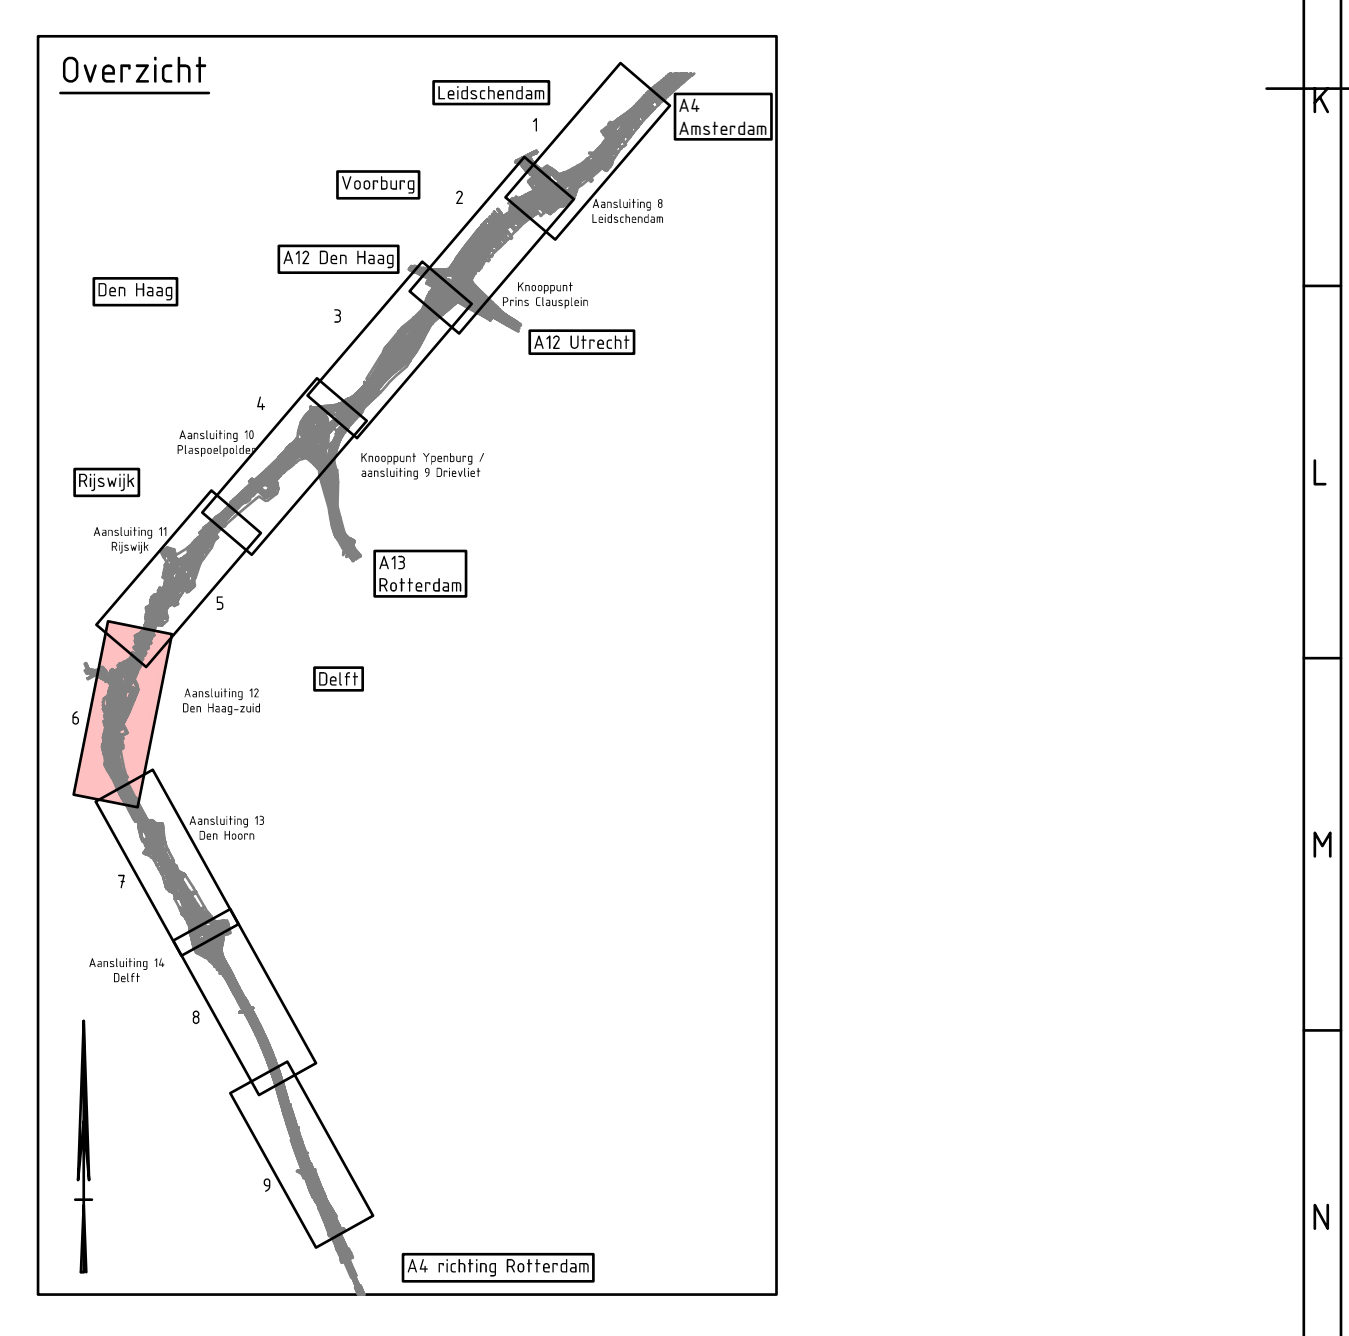 Overzicht
Leidschendam
A4
Amsterdam
1
Voorburg
2
Aansluiting 8
Leidschendam
A12 Den Haag
Den Haag
Knooppunt
Prins Clausplein
3
A12 Utrecht
4
Aansluiting 10
Plaspoelpolder
Knooppunt Ypenburg /
aansluiting 9 Drievliet
Rijswijk
Aansluiting 11
Rijswijk
A13
Rotterdam
5
Delft
Aansluiting 12
Den Haag-zuid
6
Aansluiting 13
Den Hoorn
7
Aansluiting 14
Delft
8
9
A4 richting Rotterdam
K
L
M
N